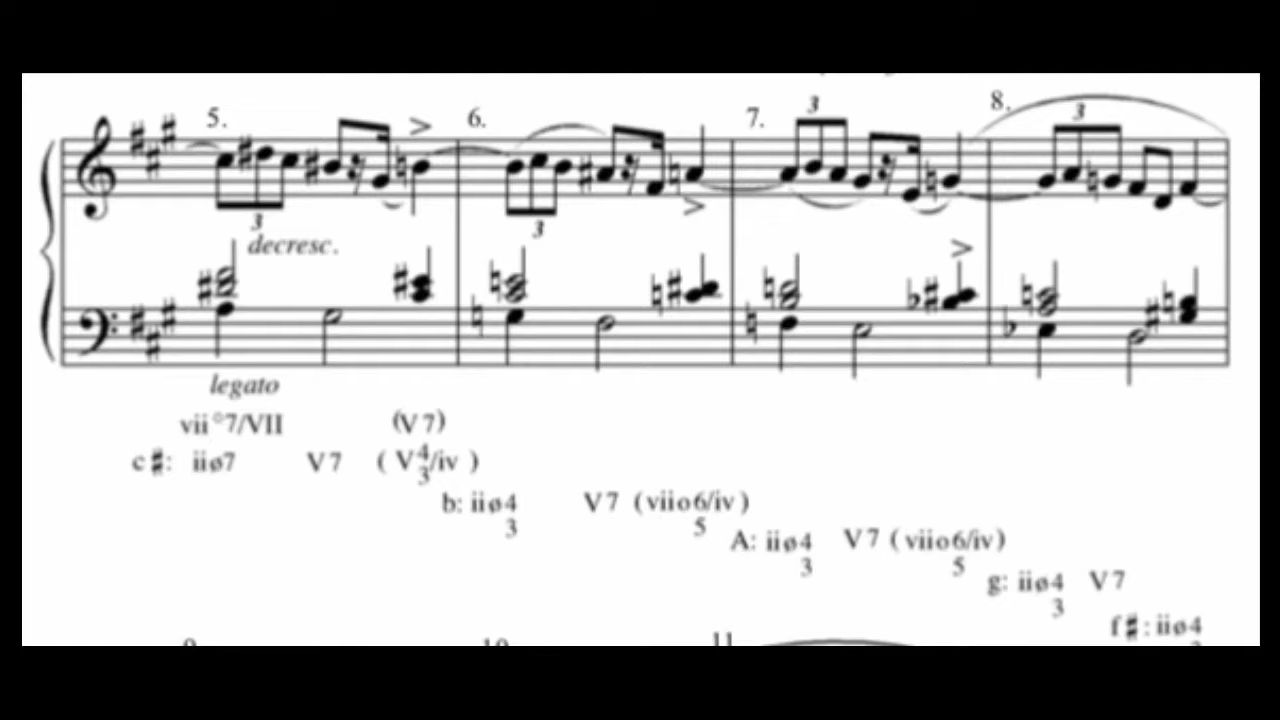 5. 6. 7. 8.
3 3
3 3
decresc.
legato
vii°7/VII (V7)
c#: iiø7 V7 ( V4/iv )
3
b: iiø4 V7 (viio6/iv)
3 5
A: iiø4 V7 ( viio6/iv)
3 5
g: iiø4 V7
3
f#: iiø4
11